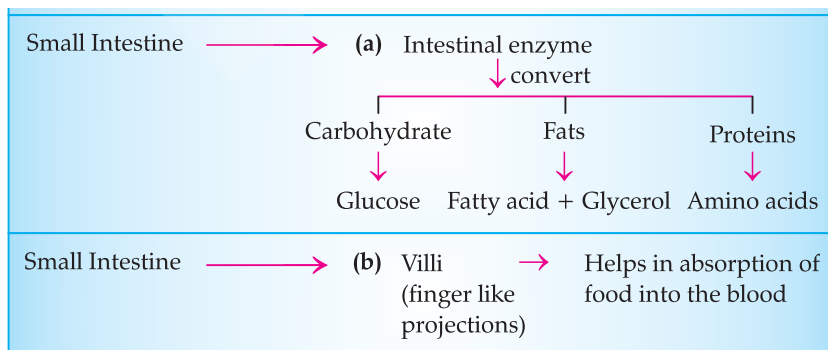 Small Intestine (a) Intestinal enzyme
convert
Carbohydrate Fats Proteins
Glucose Fatty acid + Glycerol Amino acids
Small Intestine (b) Villi Helps in absorption of
(finger like food into the blood
projections)